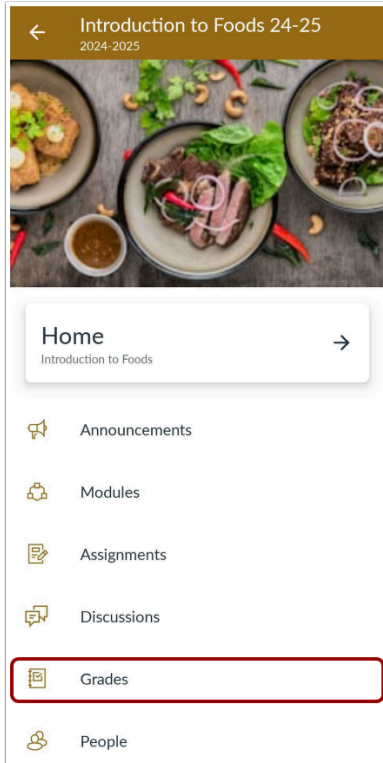 Introduction to Foods 24-25
2024-2025
Home
Introduction to Foods
Announcements
Modules
Assignments
Discussions
Grades
People